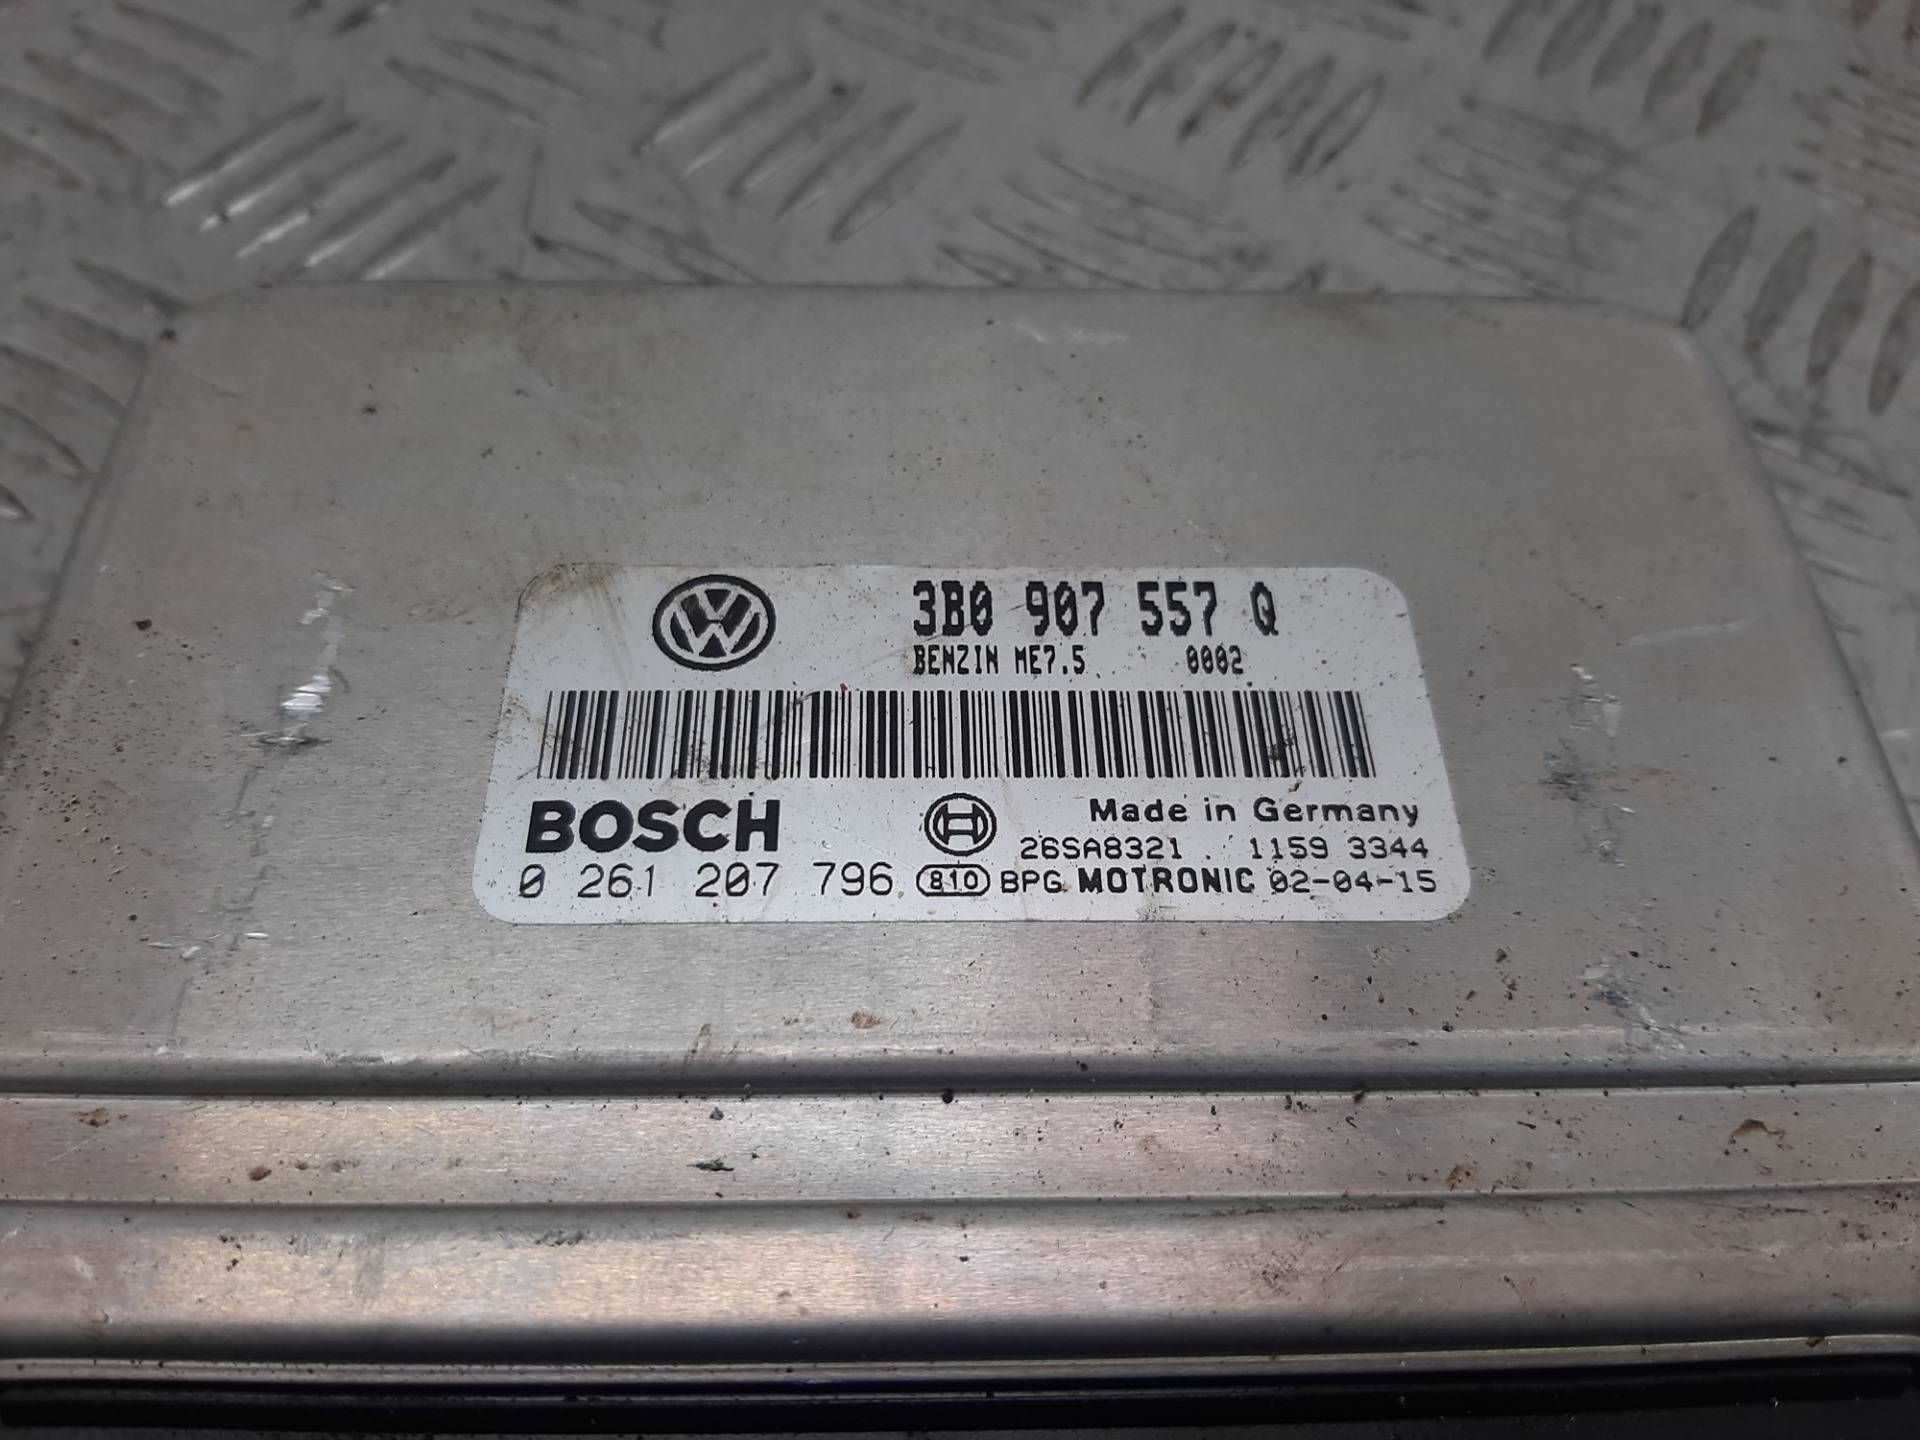 3B0 907 557 Q
BENZIN ME7.5 0002
BOSCH
Made in Germany
26SA8321 1159 3344
0 261 207 796 810 BPG MOTRONIC 02-04-15